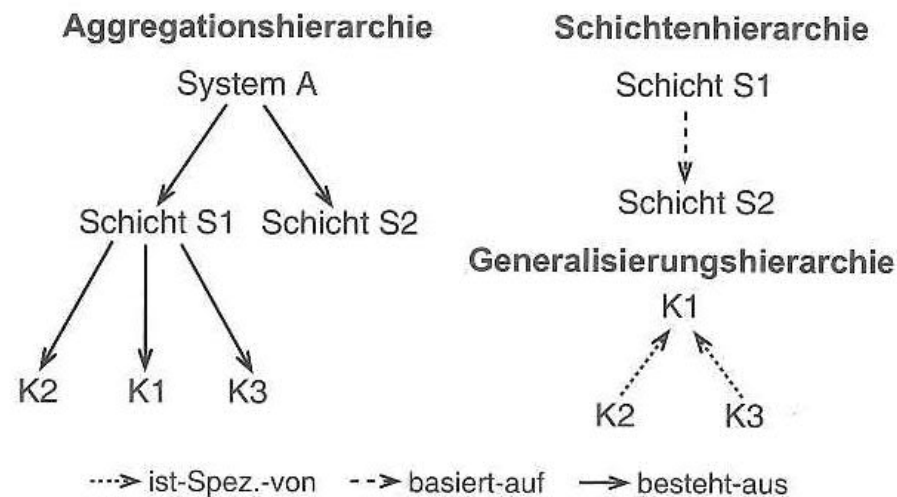 Aggregationshierarchie
System A
Schicht S1 Schicht S2
K2 K1 K3
Schichtenhierarchie
Schicht S1
Schicht S2
Generalisierungshierarchie
K1
K2 K3
ist-Spez.-von basiert-auf besteht-aus